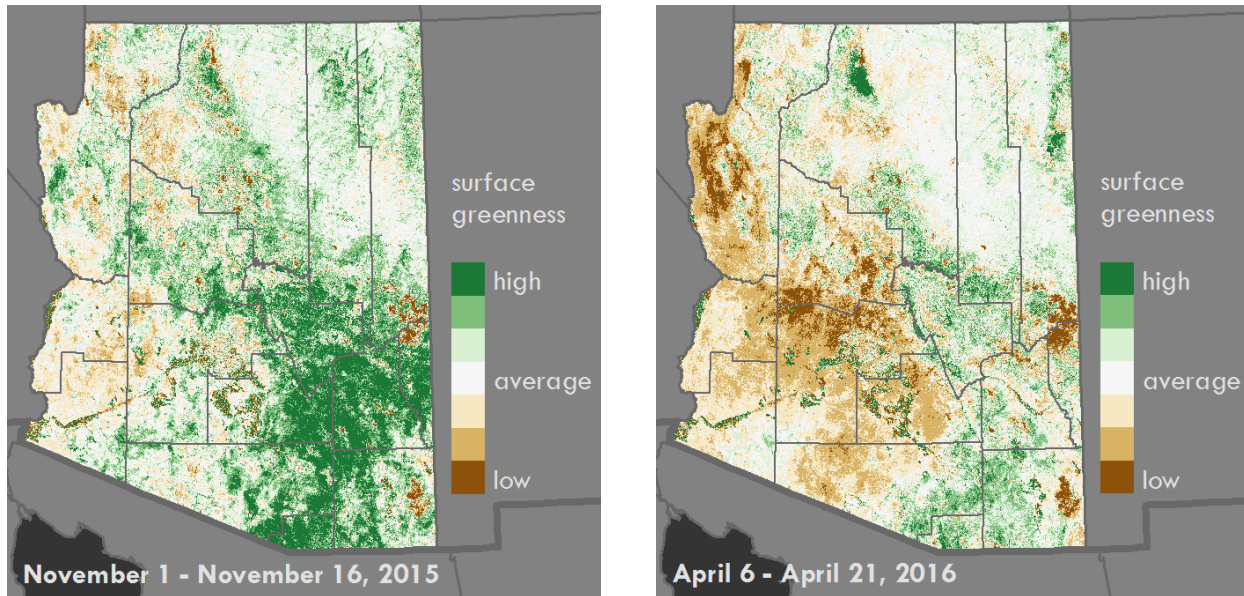 surface
greenness
high
average
low
November 1 - November 16, 2015
surface
greenness
high
average
low
April 6 - April 21, 2016